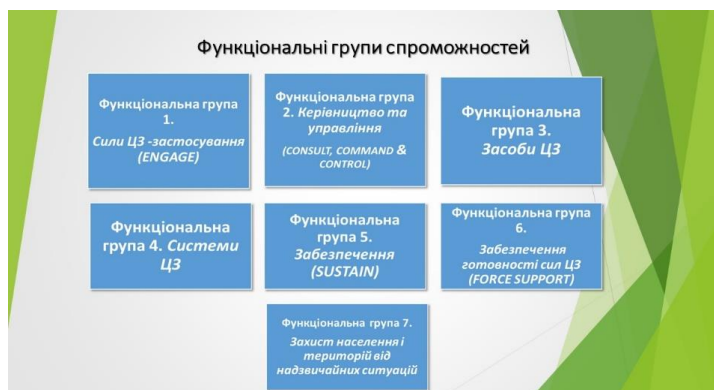 Функціональні групи спроможностей
Функціональна група
1.
Сили ЦЗ -застосування
(ENGAGE)
Функціональна група
2. Керівництво та
управління
(CONSULT, COMMAND &
CONTROL)
Функціональна
група 3.
Засоби ЦЗ
Функціональна
група 4. Системи
ЦЗ
Функціональна
група 5.
Забезпечення
(SUSTAIN)
Функціональна група
6.
Забезпечення
готовності сил ЦЗ
(FORCE SUPPORT)
Функціональна група 7.
Захист населення і
територій від
надзвичайних ситуацій